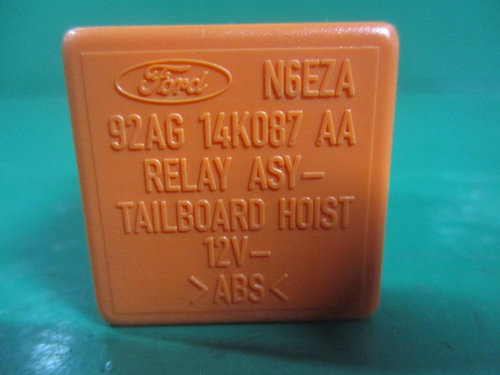 Ford N6EZA
92AG 14K087 AA
RELAY ASY-
TAILBOARD HOIST
12V-
>ABS<